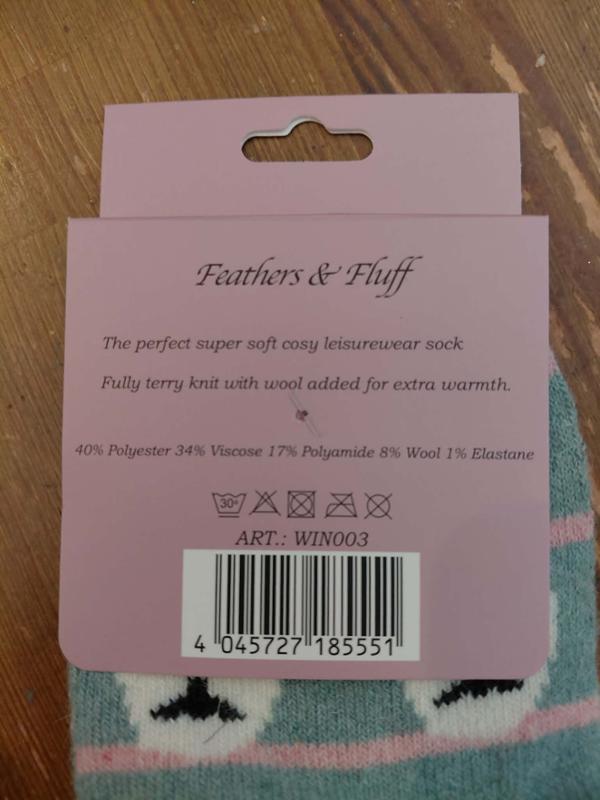 Feathers & Fluff
The perfect super soft cosy leisurewear sock
Fully terry knit with wool added for extra warmth.
40% Polyester 34% Viscose 17% Polyamide 8% Wool 1% Elastane
30°
ART.: WIN003
4 045727 185551